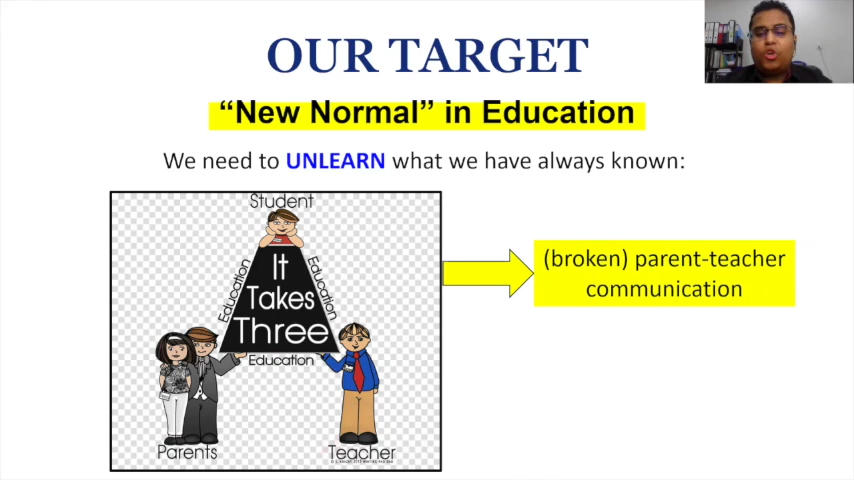 OUR TARGET
“New Normal” in Education
We need to UNLEARN what we have always known:
Student
It
Takes
Three
Education
Education
Education
Parents
Teacher
(broken) parent-teacher
communication